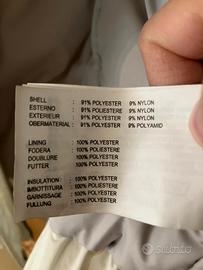 SHELL : 91% POLYESTER 9% NYLON
ESTERNO : 91% POLIESTERE 9% NYLON
EXTERIEUR : 91% POLYESTER 9% NYLON
OBERMATERIAL : 91% POLYESTER 9% POLYAMID
LINING : 100% POLYESTER
FODERA : 100% POLIESTERE
DOUBLURE : 100% POLYESTER
FUTTER : 100% POLYESTER
INSULATION : 100% POLYESTER
IMBOTTITURA : 100% POLIESTERE
GARNISSAGE : 100% POLYESTER
FULLUNG : 100% POLYESTER
subito